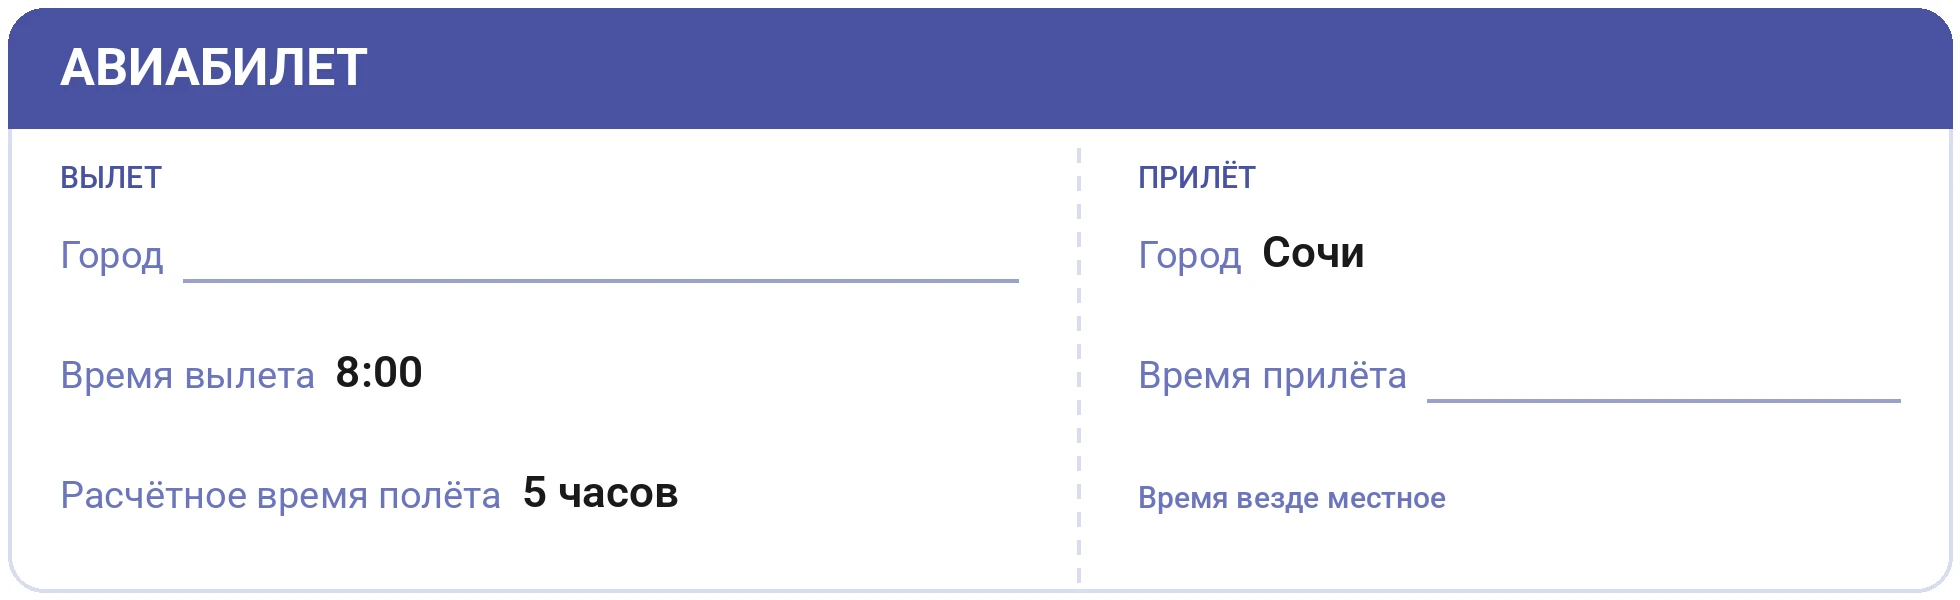 АВИАБИЛЕТ
ВЫЛЕТ
Город
Время вылета 8:00
Расчётное время полёта 5 часов
ПРИЛЁТ
Город Сочи
Время прилёта
Время везде местное